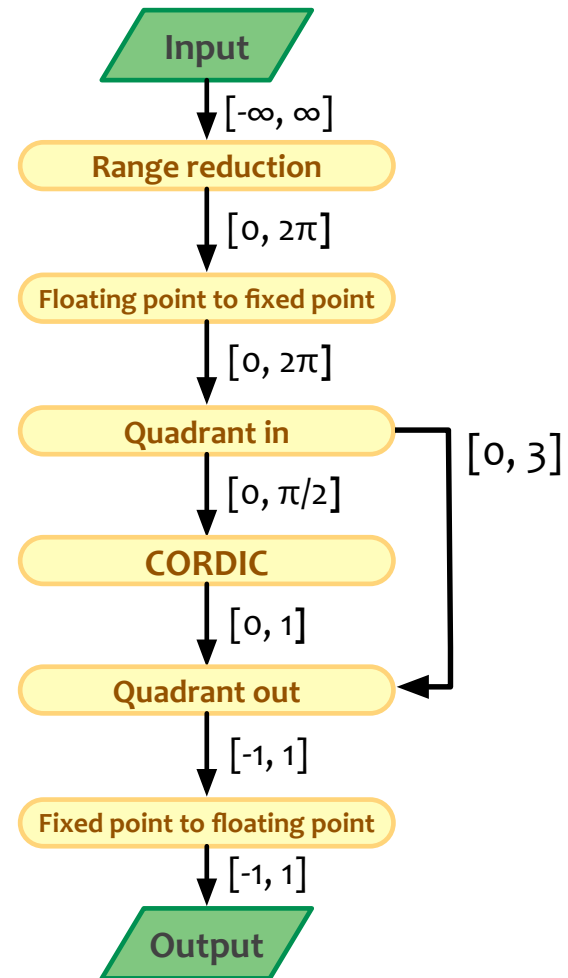 Input
[-∞, ∞]
Range reduction
[0, 2π]
Floating point to fixed point
[0, 2π]
Quadrant in
[0, 3]
[0, π/2]
CORDIC
[0, 1]
Quadrant out
[-1, 1]
Fixed point to floating point
[-1, 1]
Output